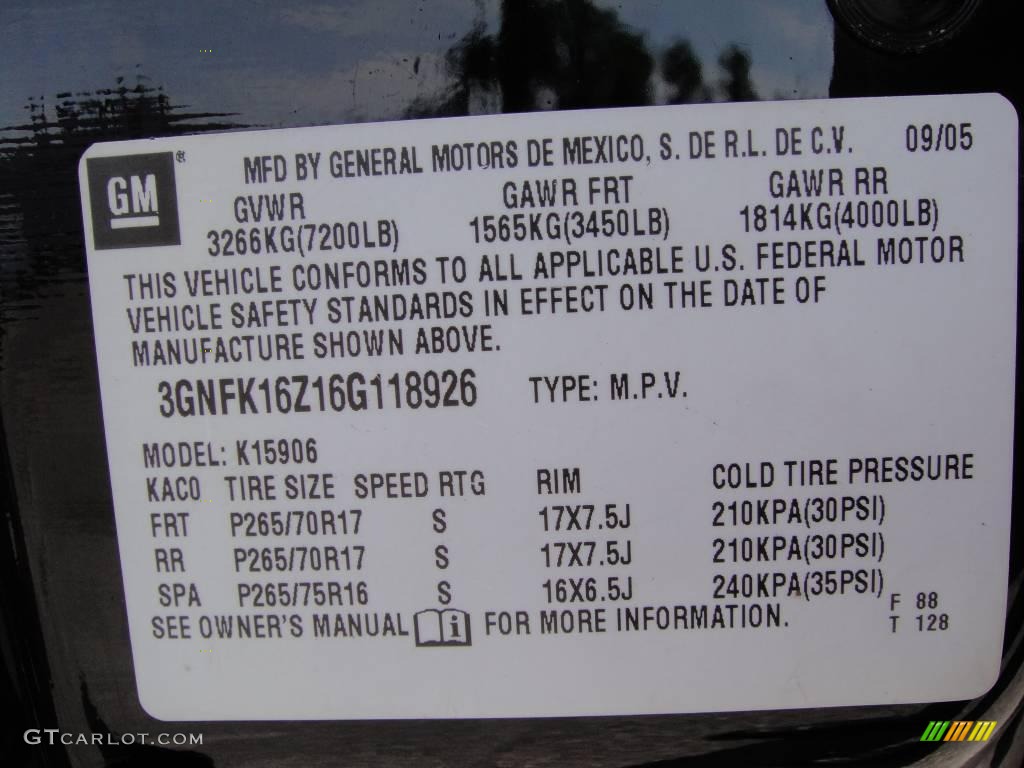 GM®
MFD BY GENERAL MOTORS DE MEXICO, S. DE R.L. DE C.V. 09/05
GVWR GAWR FRT GAWR RR
3266KG(7200LB) 1565KG(3450LB) 1814KG(4000LB)
THIS VEHICLE CONFORMS TO ALL APPLICABLE U.S. FEDERAL MOTOR
VEHICLE SAFETY STANDARDS IN EFFECT ON THE DATE OF
MANUFACTURE SHOWN ABOVE.
3GNFK16Z16G118926 TYPE: M.P.V.
MODEL: K15906
KACO TIRE SIZE SPEED RTG RIM COLD TIRE PRESSURE
FRT P265/70R17 S 17X7.5J 210KPA(30PSI)
RR P265/70R17 S 17X7.5J 210KPA(30PSI)
SPA P265/75R16 S 16X6.5J 240KPA(35PSI)
SEE OWNER'S MANUAL i FOR MORE INFORMATION.
F 88
T 128
GTCARLOT.COM